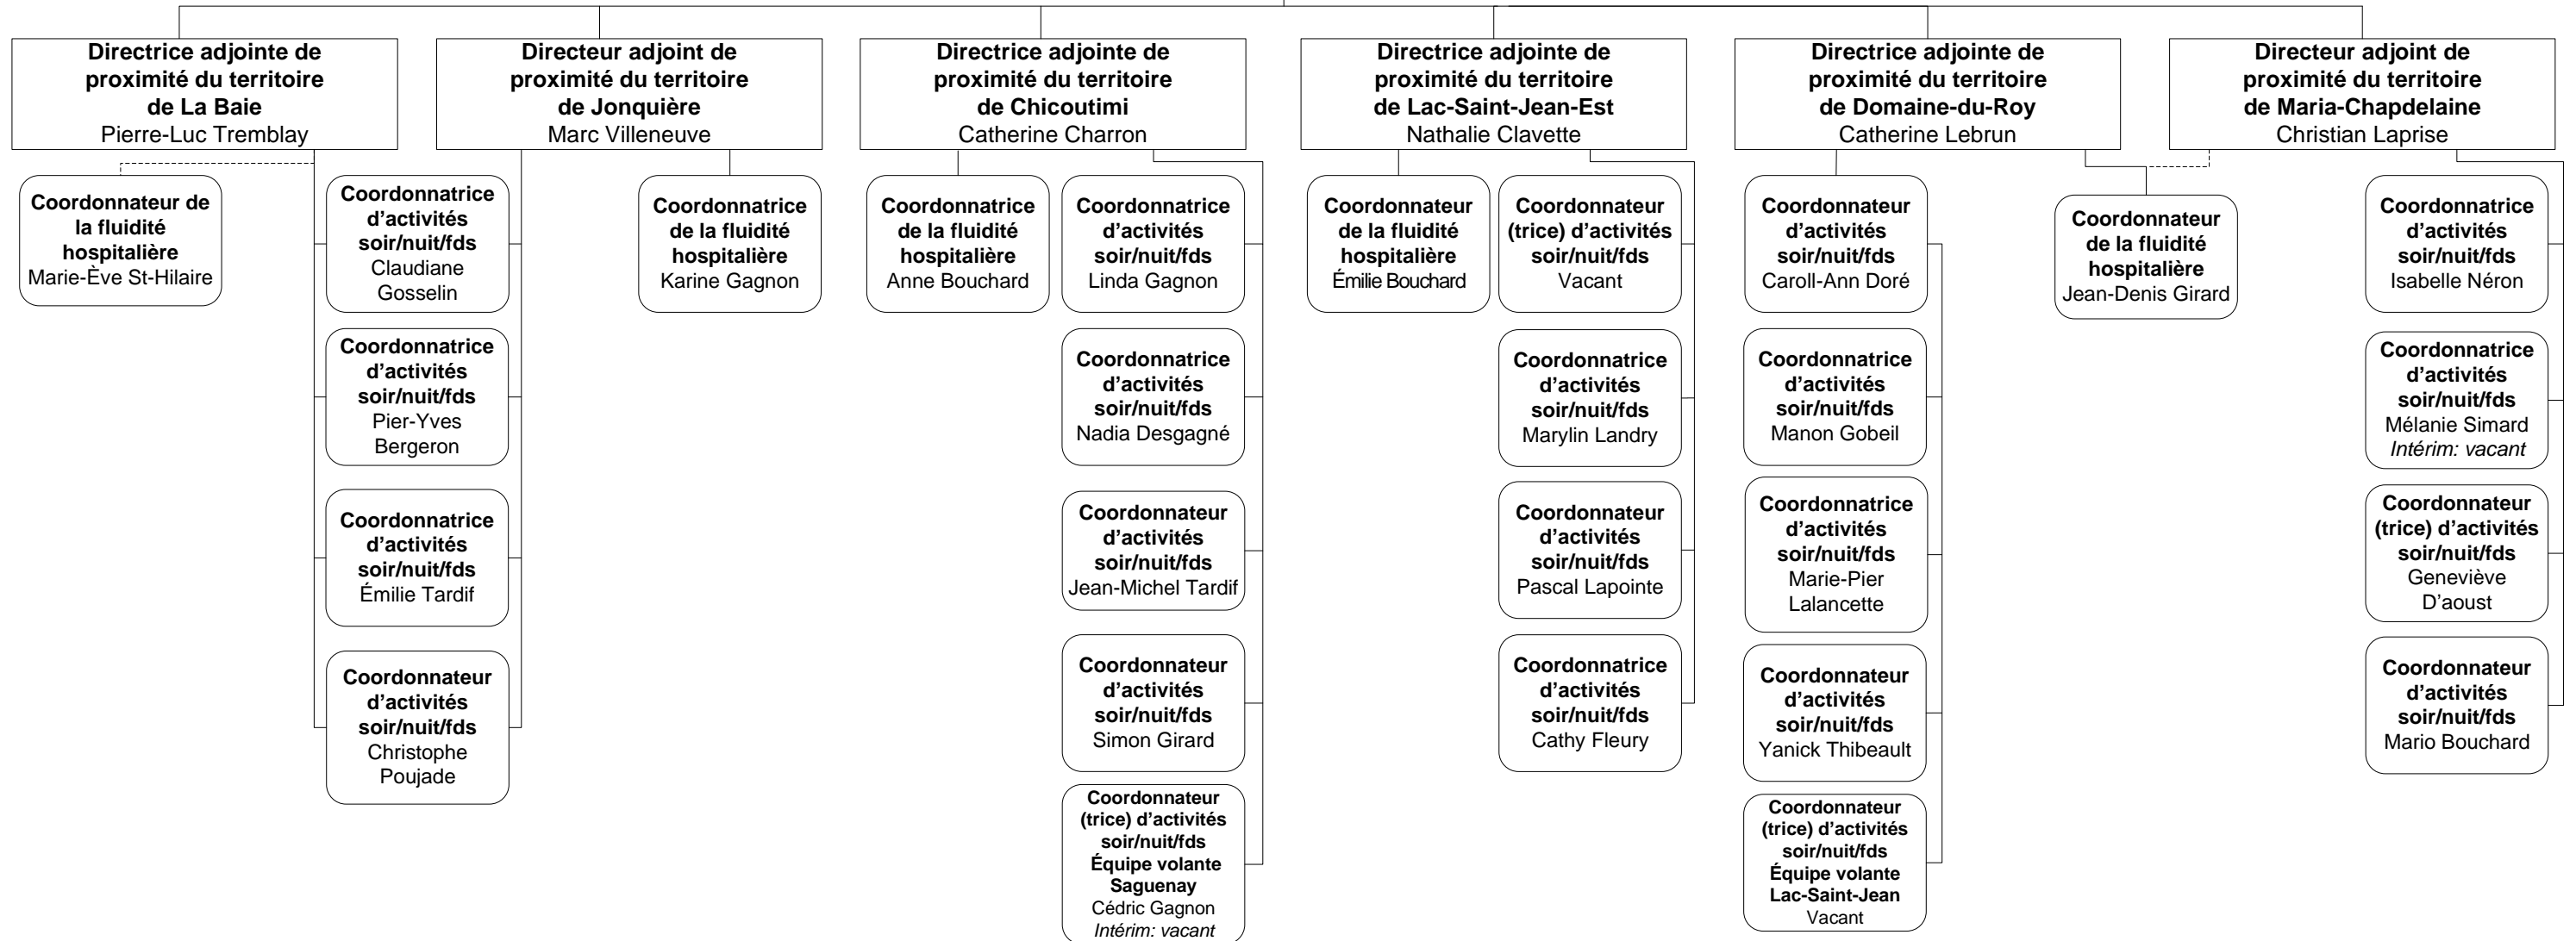 Directrice adjointe de
proximité du territoire
de La Baie
Pierre-Luc Tremblay
Directeur adjoint de
proximité du territoire
de Jonquière
Marc Villeneuve
Directrice adjointe de
proximité du territoire
de Chicoutimi
Catherine Charron
Directrice adjointe de
proximité du territoire
de Lac-Saint-Jean-Est
Nathalie Clavette
Directrice adjointe de
proximité du territoire
de Domaine-du-Roy
Catherine Lebrun
Directeur adjoint de
proximité du territoire
de Maria-Chapdelaine
Christian Laprise
Coordonnateur de
la fluidité
hospitalière
Marie-Ève St-Hilaire
Coordonnatrice
d'activités
soir/nuit/fds
Claudiane
Gosselin
Coordonnatrice
d'activités
soir/nuit/fds
Pier-Yves
Bergeron
Coordonnatrice
d'activités
soir/nuit/fds
Émilie Tardif
Coordonnateur
d'activités
soir/nuit/fds
Christophe
Poujade
Coordonnatrice
de la fluidité
hospitalière
Karine Gagnon
Coordonnatrice
de la fluidité
hospitalière
Anne Bouchard
Coordonnatrice
d'activités
soir/nuit/fds
Linda Gagnon
Coordonnatrice
d'activités
soir/nuit/fds
Nadia Desgagné
Coordonnateur
d'activités
soir/nuit/fds
Jean-Michel Tardif
Coordonnateur
d'activités
soir/nuit/fds
Simon Girard
Coordonnateur
(trice) d'activités
soir/nuit/fds
Équipe volante
Saguenay
Cédric Gagnon
Intérim: vacant
Coordonnateur
de la fluidité
hospitalière
Émilie Bouchard
Coordonnateur
(trice) d'activités
soir/nuit/fds
Vacant
Coordonnatrice
d'activités
soir/nuit/fds
Marylin Landry
Coordonnateur
d'activités
soir/nuit/fds
Pascal Lapointe
Coordonnatrice
d'activités
soir/nuit/fds
Cathy Fleury
Coordonnateur
d'activités
soir/nuit/fds
Caroll-Ann Doré
Coordonnatrice
d'activités
soir/nuit/fds
Manon Gobeil
Coordonnatrice
d'activités
soir/nuit/fds
Marie-Pier
Lalancette
Coordonnateur
d'activités
soir/nuit/fds
Yanick Thibeault
Coordonnateur
(trice) d'activités
soir/nuit/fds
Équipe volante
Lac-Saint-Jean
Vacant
Coordonnateur
de la fluidité
hospitalière
Jean-Denis Girard
Coordonnatrice
d'activités
soir/nuit/fds
Isabelle Néron
Coordonnatrice
d'activités
soir/nuit/fds
Mélanie Simard
Intérim: vacant
Coordonnateur
(trice) d'activités
soir/nuit/fds
Geneviève
D'aoust
Coordonnateur
d'activités
soir/nuit/fds
Mario Bouchard